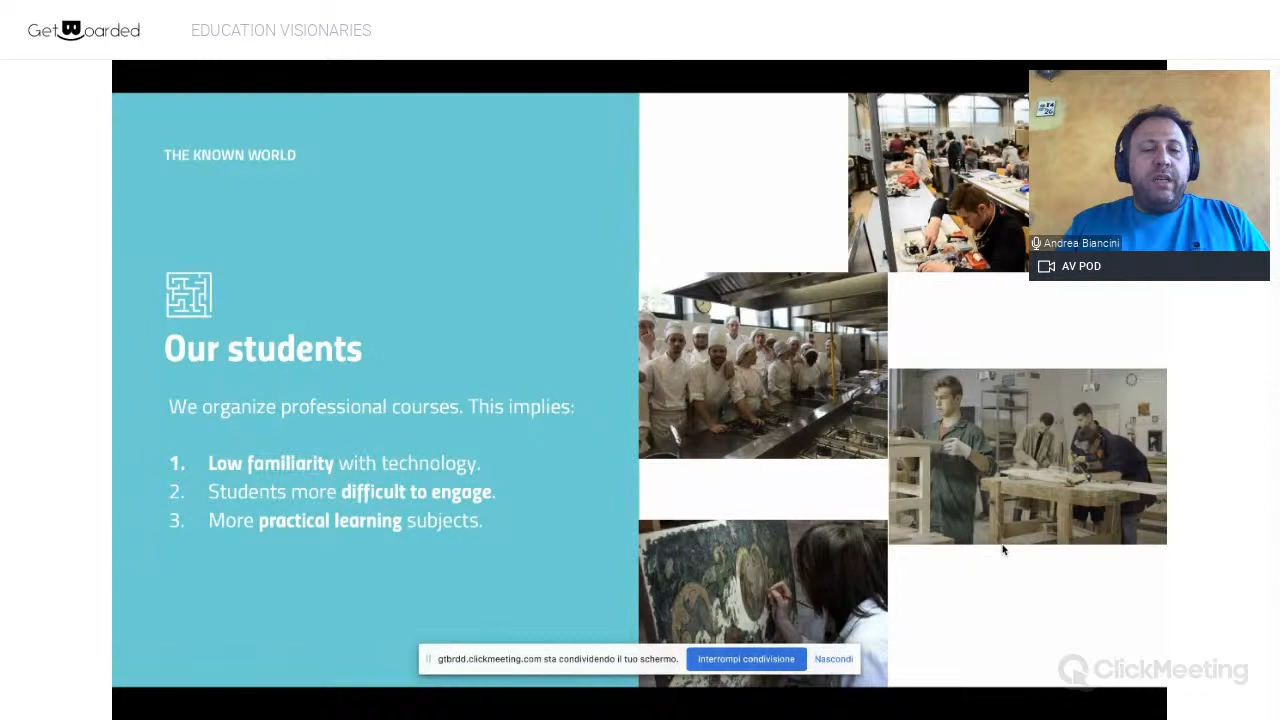 GetBoarded
EDUCATION VISIONARIES
THE KNOWN WORLD
Our students
We organize professional courses. This implies:
1. Low familiarity with technology.
2. Students more difficult to engage.
3. More practical learning subjects.
Andrea Biancini
AV POD
gtbrdd.clickmeeting.com sta condividendo il tuo schermo.
Interrompi condivisione
Nascondi
ClickMeeting